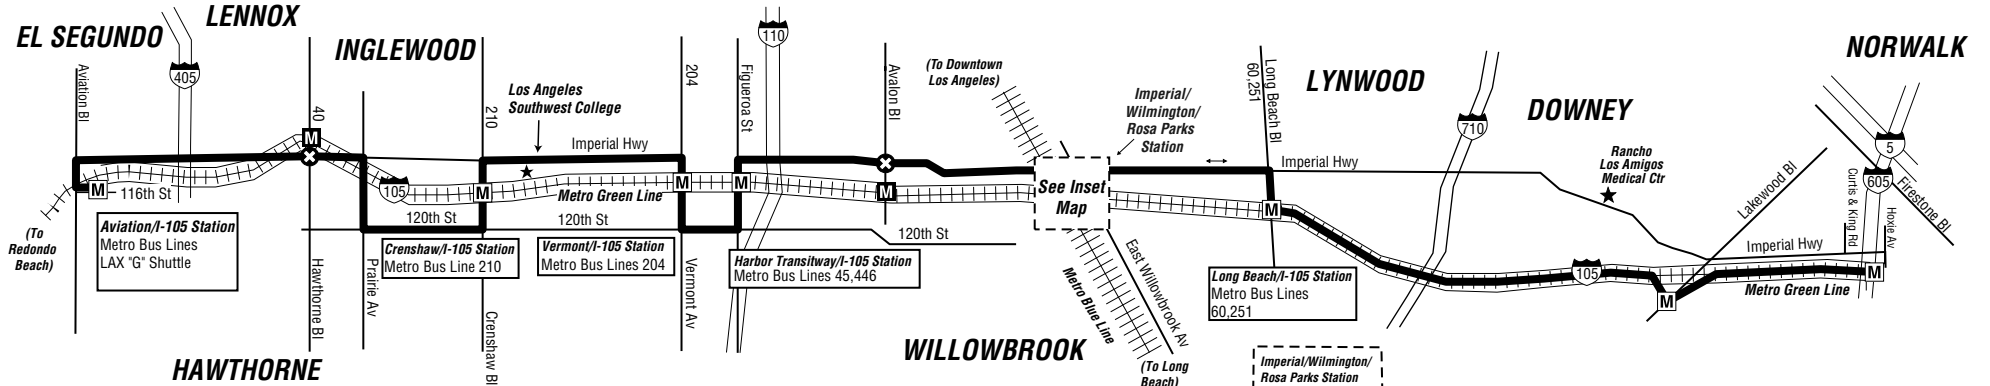 LENNOX
EL SEGUNDO
INGLEWOOD
NORWALK
LYNWOOD
DOWNEY
HAWTHORNE
WILLOWBROOK
405
110
710
5
605
105
105
Aviation Bl
40
210
204
Figueroa St
Avalon Bl
Long Beach Bl
60,251
(To Downtown
Los Angeles)
Los Angeles
Southwest College
Imperial/
Wilmington/
Rosa Parks
Station
Rancho
Los Amigos
Medical Ctr
Imperial Hwy
Imperial Hwy
Imperial Hwy
Lakewood Bl
Curtis & King Rd
Hoxie Av
Firestone Bl
M
M
M
M
M
M
M
M
M
116th St
Metro Green Line
Metro Green Line
See Inset
Map
120th St
120th St
120th St
(To
Redondo
Beach)
Aviation/I-105 Station
Metro Bus Lines
LAX "G" Shuttle
Crenshaw/I-105 Station
Metro Bus Line 210
Vermont/I-105 Station
Metro Bus Lines 204
Harbor Transitway/I-105 Station
Metro Bus Lines 45,446
Long Beach/I-105 Station
Metro Bus Lines
60,251
Hawthorne Bl
Prairie Av
Crenshaw Bl
Vermont Av
Metro Blue Line
East Willowbrook Av
(To Long
Beach)
Imperial/Wilmington/
Rosa Parks Station